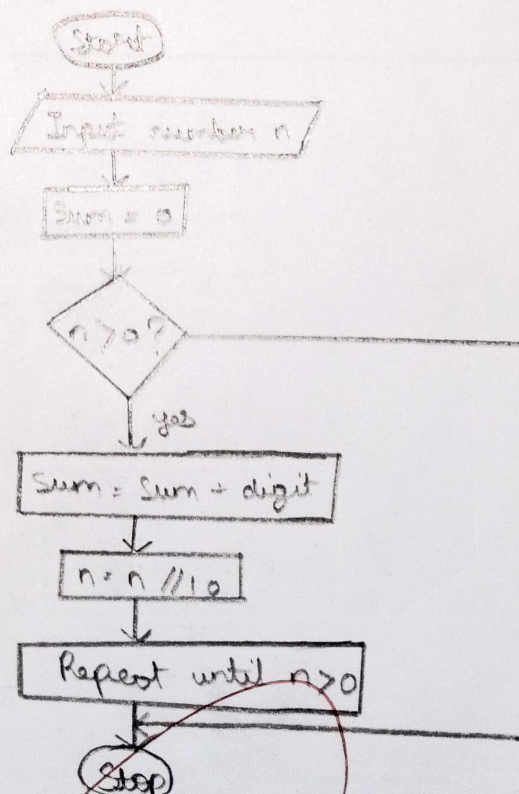 Start
Input number n
Sum = 0
n > 0 ?
yes
Sum = Sum + digit
n = n // 10
Repeat until n > 0
Stop